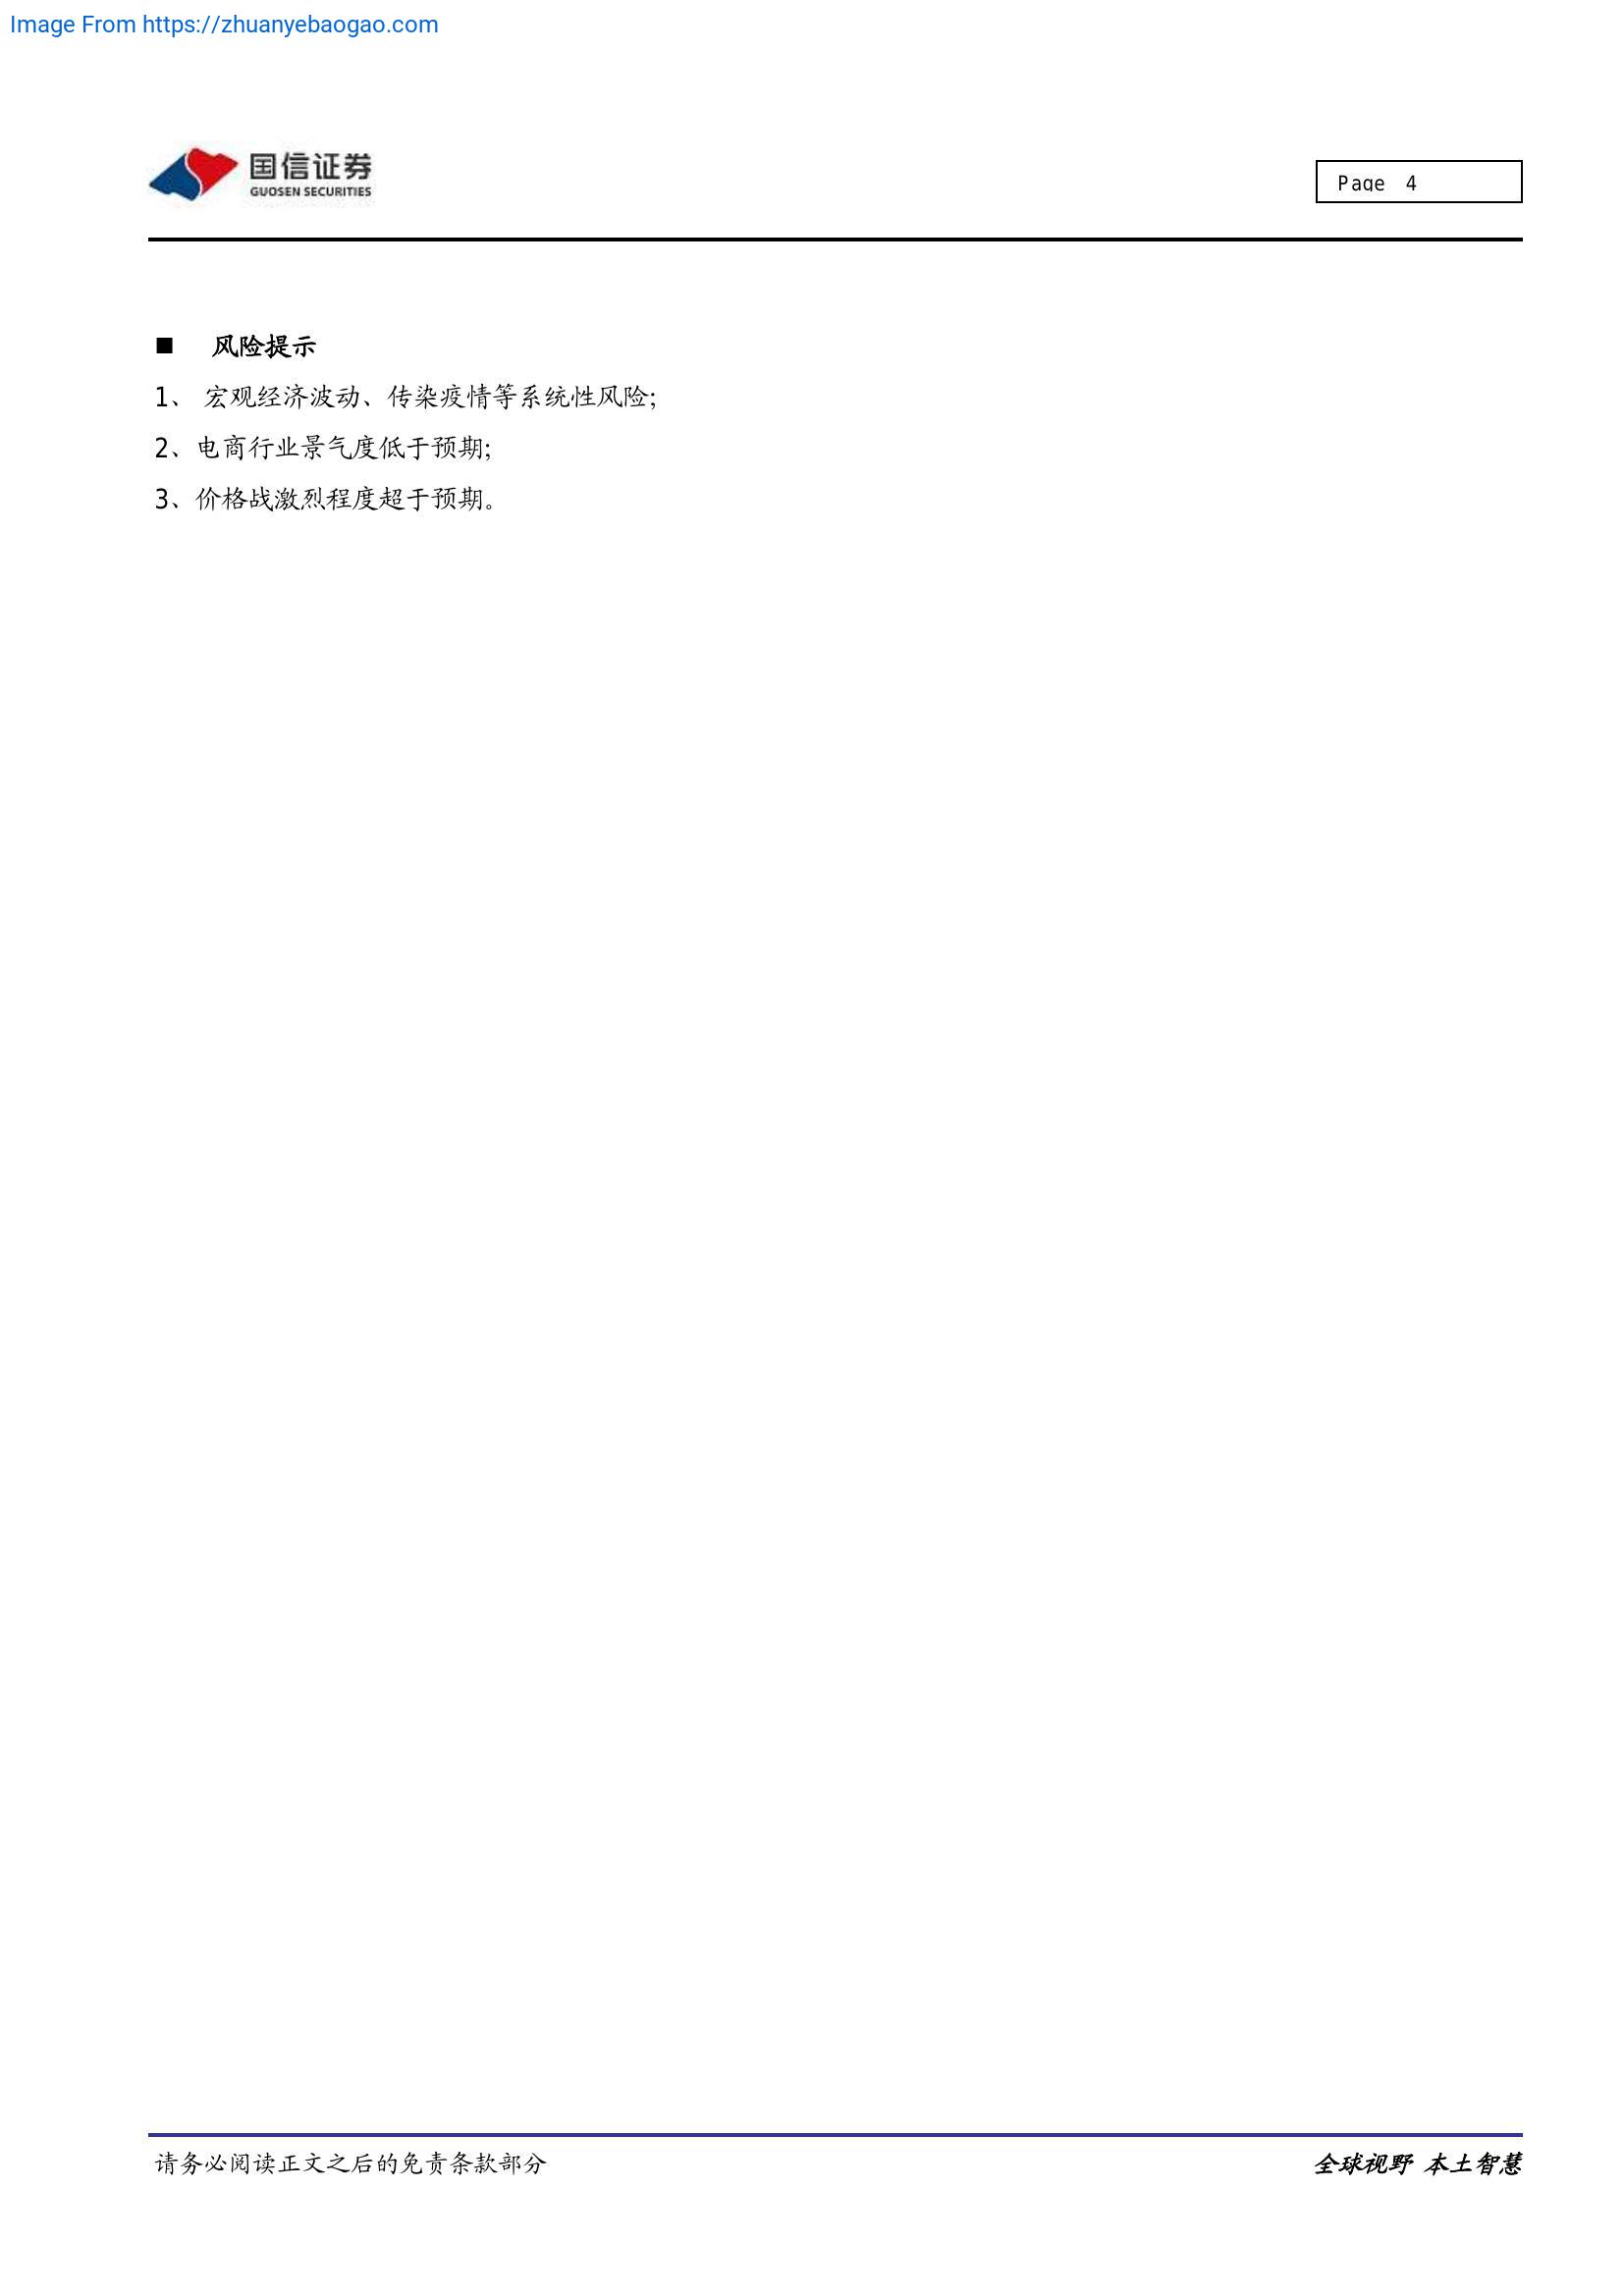 Image From https://zhuanyebaogao.com
国信证券
GUOSEN SECURITIES
Page 4
■ 风险提示
1、 宏观经济波动、传染疫情等系统性风险;
2、电商行业景气度低于预期;
3、价格战激烈程度超于预期。
请务必阅读正文之后的免责条款部分
全球视野 本土智慧